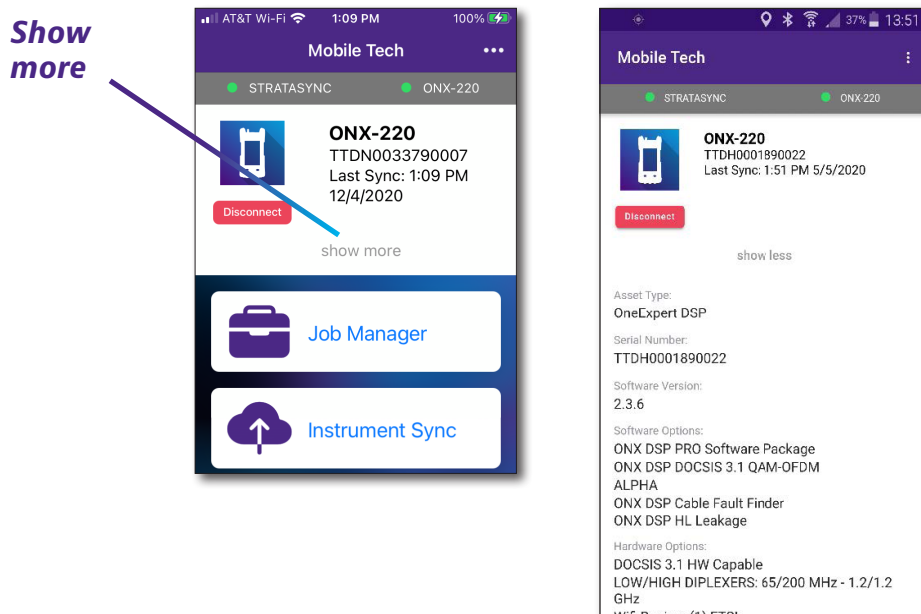 Show
more
AT&T Wi-Fi 1:09 PM 100%
Mobile Tech
STRATASYNC ONX-220
ONX-220
TTDN0033790007
Last Sync: 1:09 PM
12/4/2020
Disconnect
show more
Job Manager
Instrument Sync
37% 13:51
Mobile Tech
STRATASYNC ONX-220
ONX-220
TTDH0001890022
Last Sync: 1:51 PM 5/5/2020
Disconnect
show less
Asset Type:
OneExpert DSP
Serial Number:
TTDH0001890022
Software Version:
2.3.6
Software Options:
ONX DSP PRO Software Package
ONX DSP DOCSIS 3.1 QAM-OFDM
ALPHA
ONX DSP Cable Fault Finder
ONX DSP HL Leakage
Hardware Options:
DOCSIS 3.1 HW Capable
LOW/HIGH DIPLEXERS: 65/200 MHz - 1.2/1.2
GHz